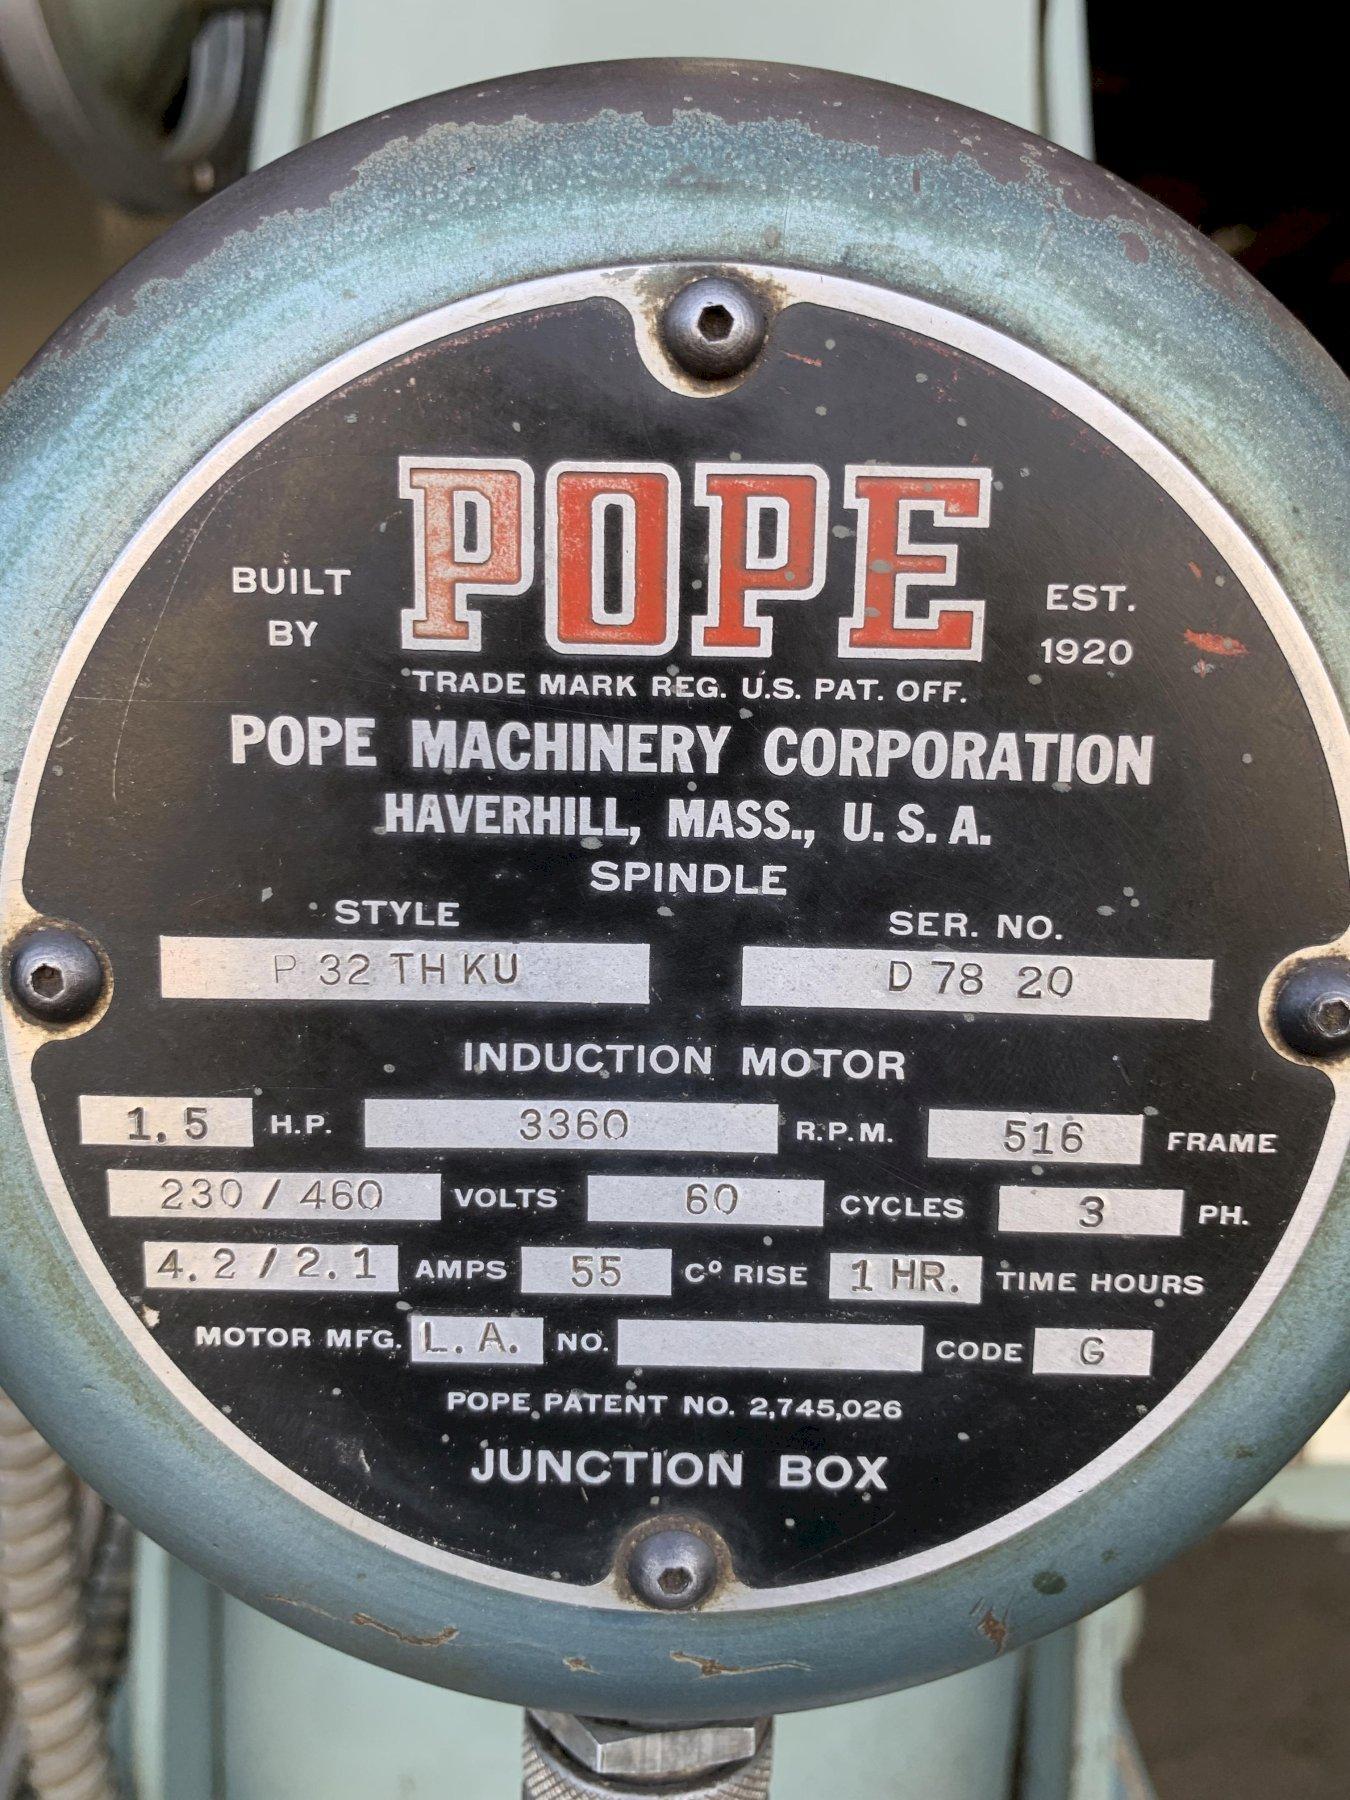 POPE
BUILT BY
EST. 1920
TRADE MARK REG. U.S. PAT. OFF.
POPE MACHINERY CORPORATION
HAVERHILL, MASS., U.S.A.
SPINDLE
STYLE SER. NO.
P 32 TH KU D 78 20
INDUCTION MOTOR
1.5 H.P. 3360 R.P.M. 516 FRAME
230 / 460 VOLTS 60 CYCLES 3 PH.
4.2 / 2.1 AMPS 55 C° RISE 1 HR. TIME HOURS
MOTOR MFG. L.A. NO. CODE G
POPE PATENT NO. 2,745,026
JUNCTION BOX